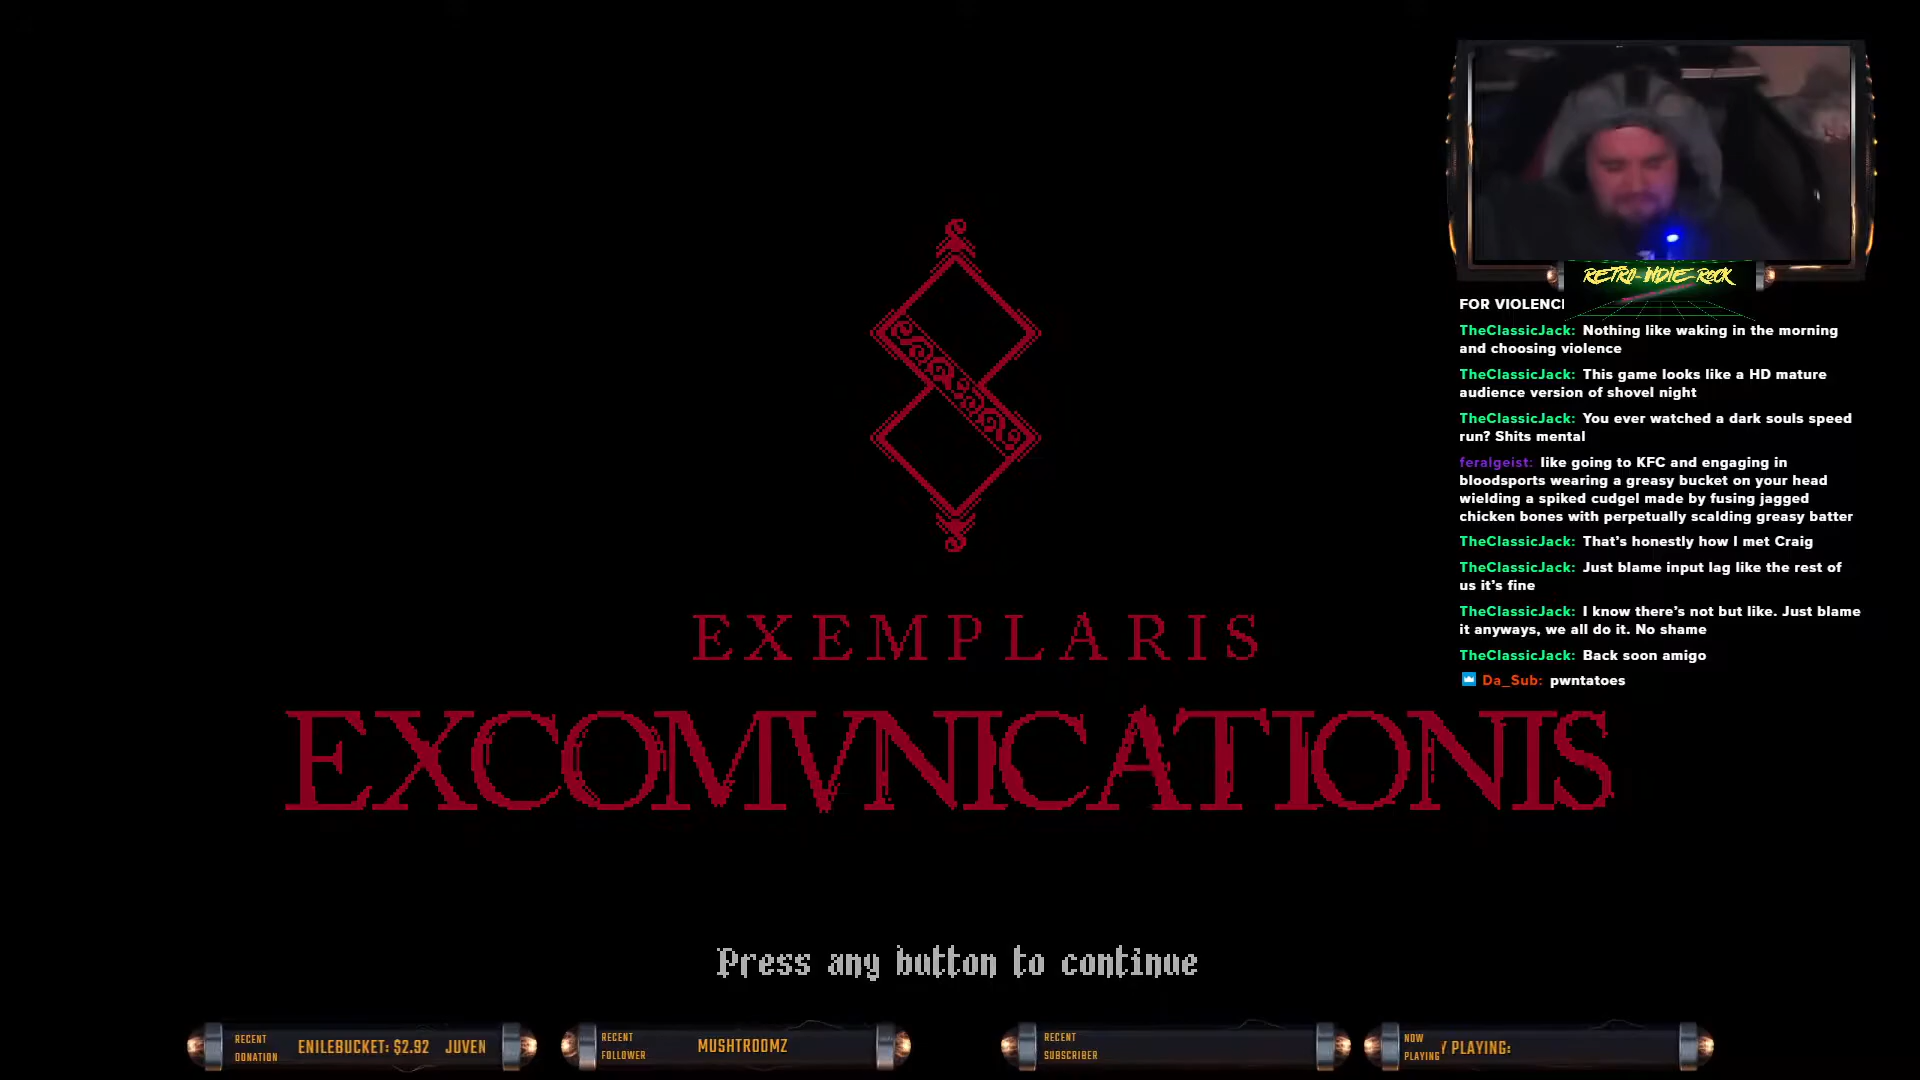 RETRO-INDIE-ROCK
FOR VIOLENC
TheClassicJack: Nothing like waking in the morning
and choosing violence
TheClassicJack: This game looks like a HD mature
audience version of shovel night
TheClassicJack: You ever watched a dark souls speed
run? Shits mental
feralgeist: like going to KFC and engaging in
bloodsports wearing a greasy bucket on your head
wielding a spiked cudgel made by fusing jagged
chicken bones with perpetually scalding greasy batter
TheClassicJack: That's honestly how I met Craig
TheClassicJack: Just blame input lag like the rest of
us it's fine
TheClassicJack: I know there's not but like. Just blame
it anyways, we all do it. No shame
TheClassicJack: Back soon amigo
Da_Sub: pwntatoes
EXEMPLARIS
EXCOMVNICATIONIS
Press any button to continue
RECENT
DONATION
ENILEBUCKET: $2.92 JUVEN
RECENT
FOLLOWER
MUSHTROOMZ
RECENT
SUBSCRIBER
NOW
PLAYING
PLAYING: